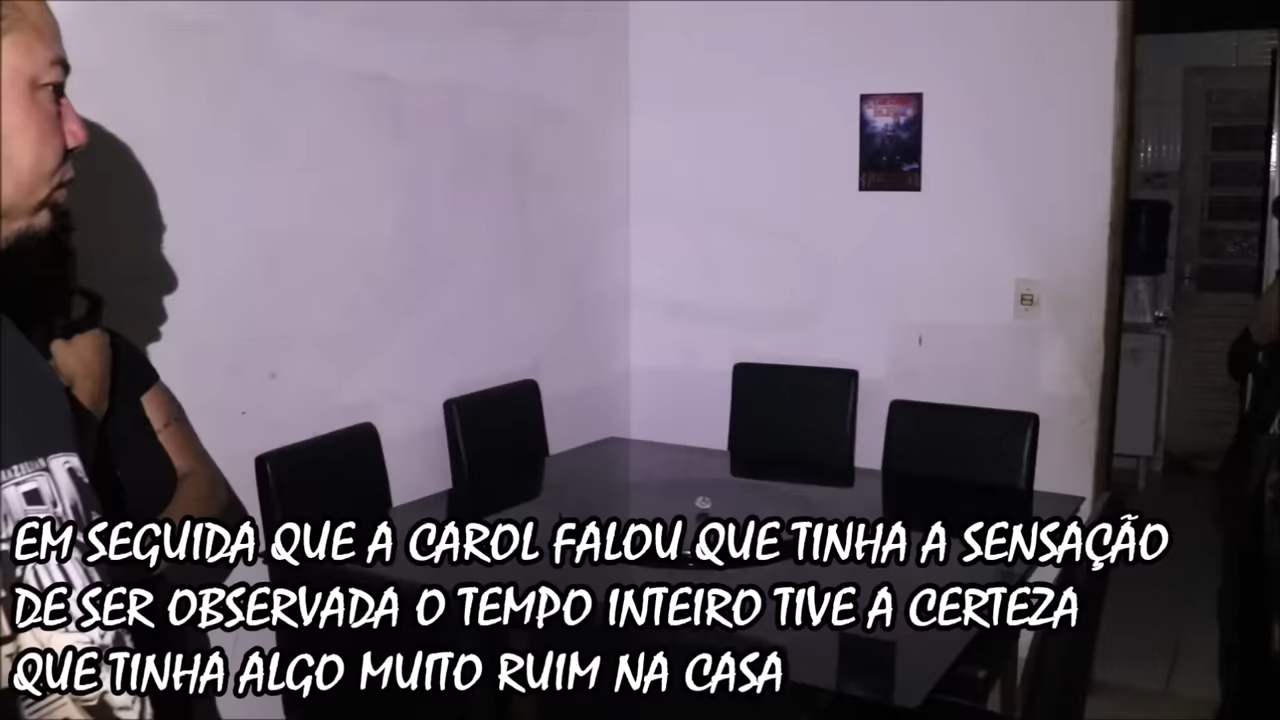 EM SEGUIDA QUE A CAROL FALOU QUE TINHA A SENSAÇÃO
DE SER OBSERVADA O TEMPO INTEIRO TIVE A CERTEZA
QUE TINHA ALGO MUITO RUIM NA CASA